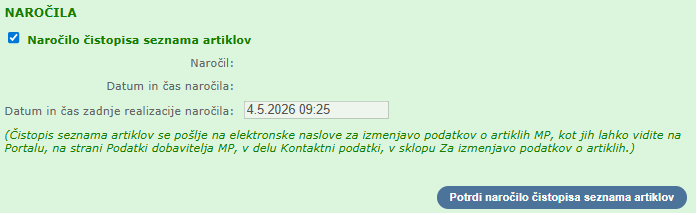 NAROČILA
Naročilo čistopisa seznama artiklov
Naročil:
Datum in čas naročila:
Datum in čas zadnje realizacije naročila: 4.5.2026 09:25
(Čistopis seznama artiklov se pošlje na elektronske naslove za izmenjavo podatkov o artiklih MP, kot jih lahko vidite na
Portalu, na strani Podatki dobavitelja MP, v delu Kontaktni podatki, v sklopu Za izmenjavo podatkov o artiklih.)
Potrdi naročilo čistopisa seznama artiklov